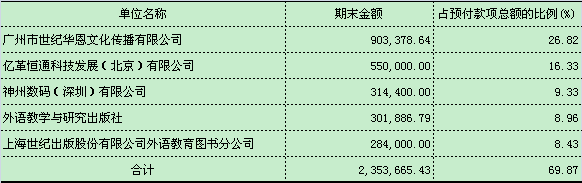 单位名称 期末金额 占预付款项总额的比例(%)
广州市世纪华恩文化传播有限公司 903,378.64 26.82
亿革恒通科技发展（北京）有限公司 550,000.00 16.33
神州数码（深圳）有限公司 314,400.00 9.33
外语教学与研究出版社 301,886.79 8.96
上海世纪出版股份有限公司外语教育图书分公司 284,000.00 8.43
合计 2,353,665.43 69.87